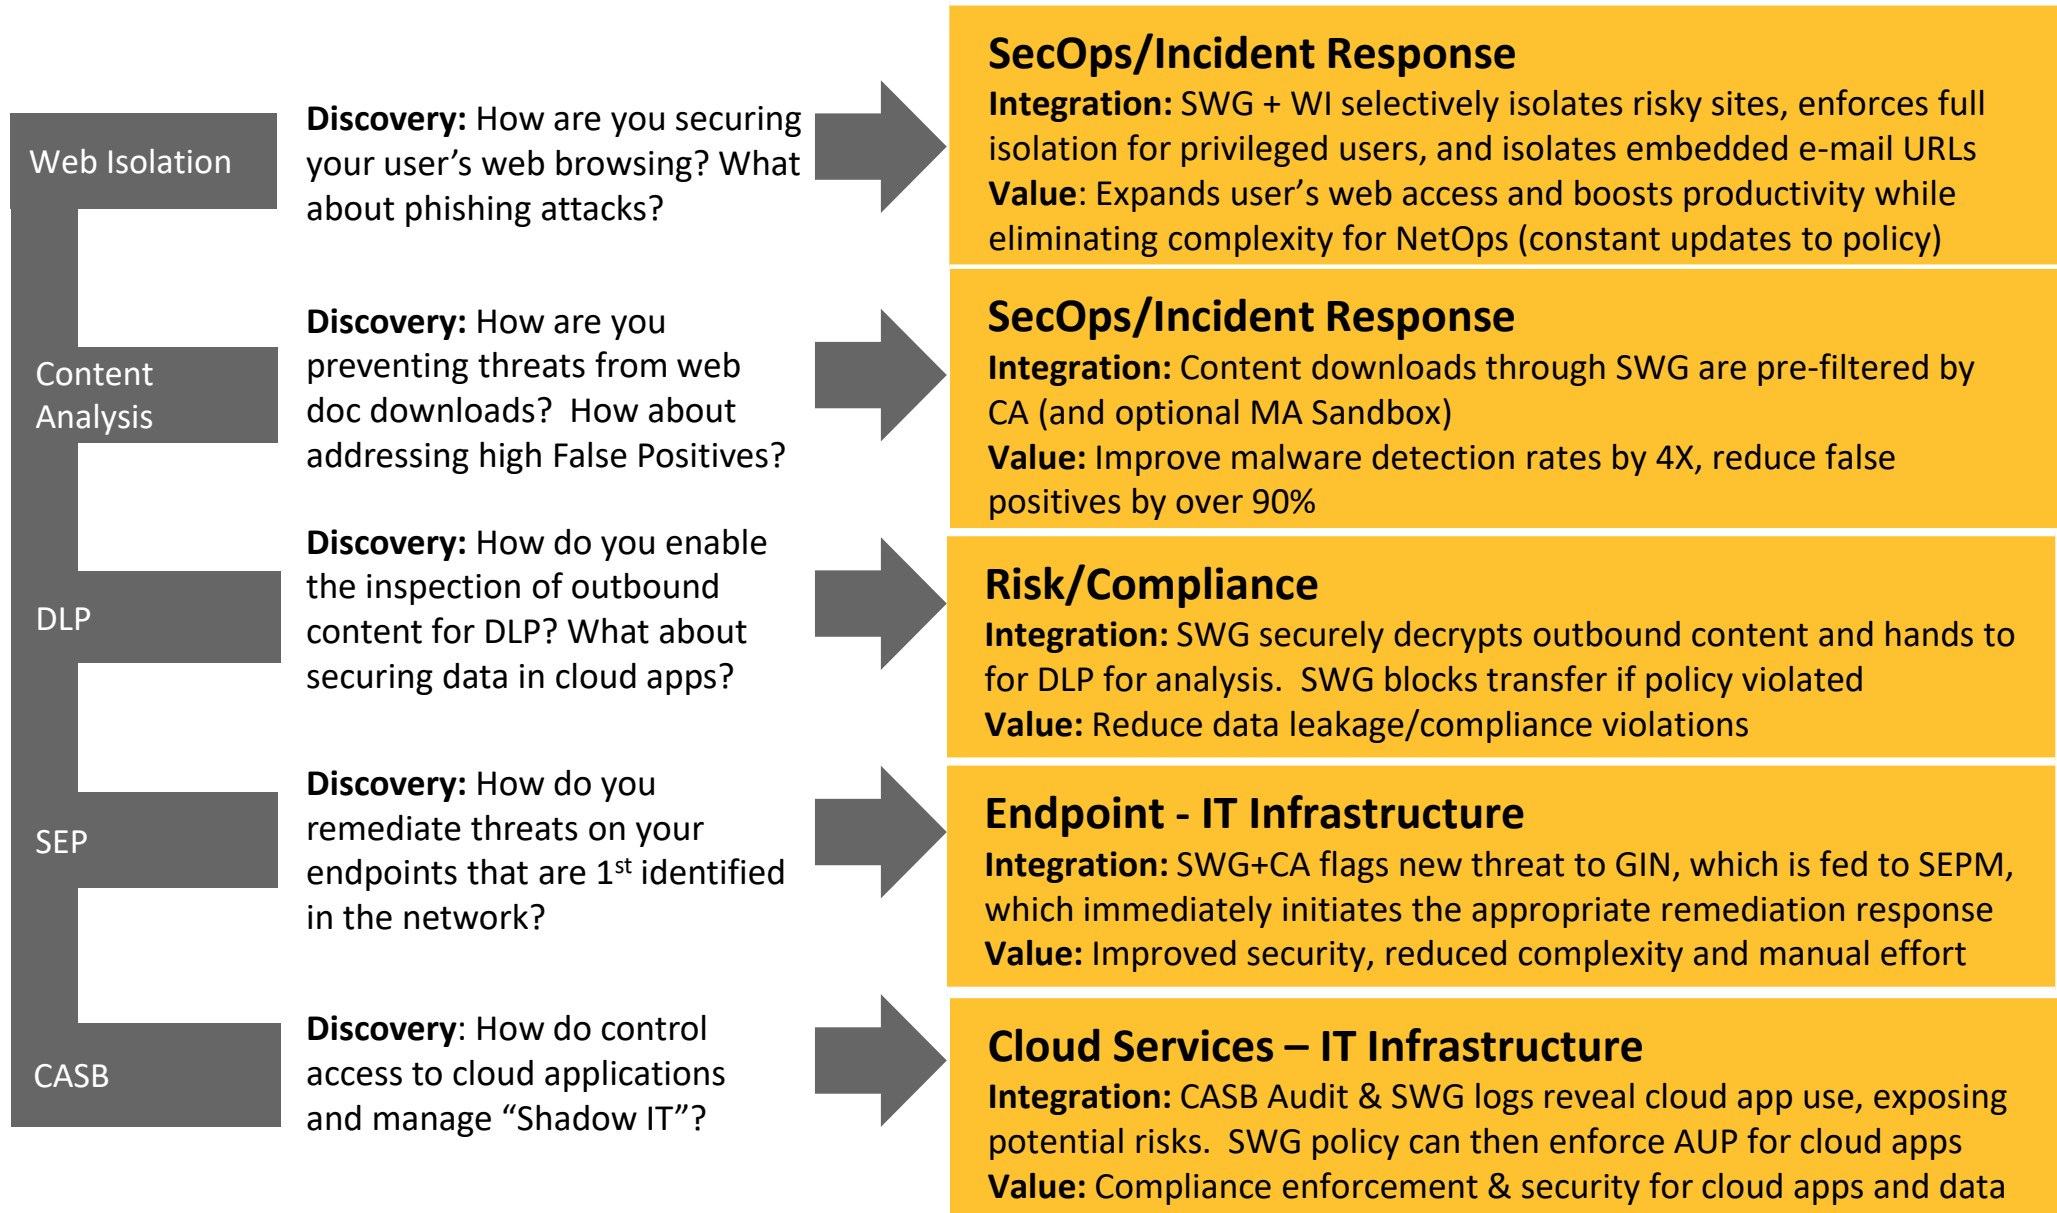 Web Isolation
Discovery: How are you securing
your user’s web browsing? What
about phishing attacks?
SecOps/Incident Response
Integration: SWG + WI selectively isolates risky sites, enforces full
isolation for privileged users, and isolates embedded e-mail URLs
Value: Expands user’s web access and boosts productivity while
eliminating complexity for NetOps (constant updates to policy)
Content
Analysis
Discovery: How are you
preventing threats from web
doc downloads?  How about
addressing high False Positives?
SecOps/Incident Response
Integration: Content downloads through SWG are pre-filtered by
CA (and optional MA Sandbox)
Value: Improve malware detection rates by 4X, reduce false
positives by over 90%
DLP
Discovery: How do you enable
the inspection of outbound
content for DLP? What about
securing data in cloud apps?
Risk/Compliance
Integration: SWG securely decrypts outbound content and hands to
for DLP for analysis.  SWG blocks transfer if policy violated
Value: Reduce data leakage/compliance violations
SEP
Discovery: How do you
remediate threats on your
endpoints that are 1st identified
in the network?
Endpoint - IT Infrastructure
Integration: SWG+CA flags new threat to GIN, which is fed to SEPM,
which immediately initiates the appropriate remediation response
Value: Improved security, reduced complexity and manual effort
CASB
Discovery: How do control
access to cloud applications
and manage “Shadow IT”?
Cloud Services – IT Infrastructure
Integration: CASB Audit & SWG logs reveal cloud app use, exposing
potential risks.  SWG policy can then enforce AUP for cloud apps
Value: Compliance enforcement & security for cloud apps and data